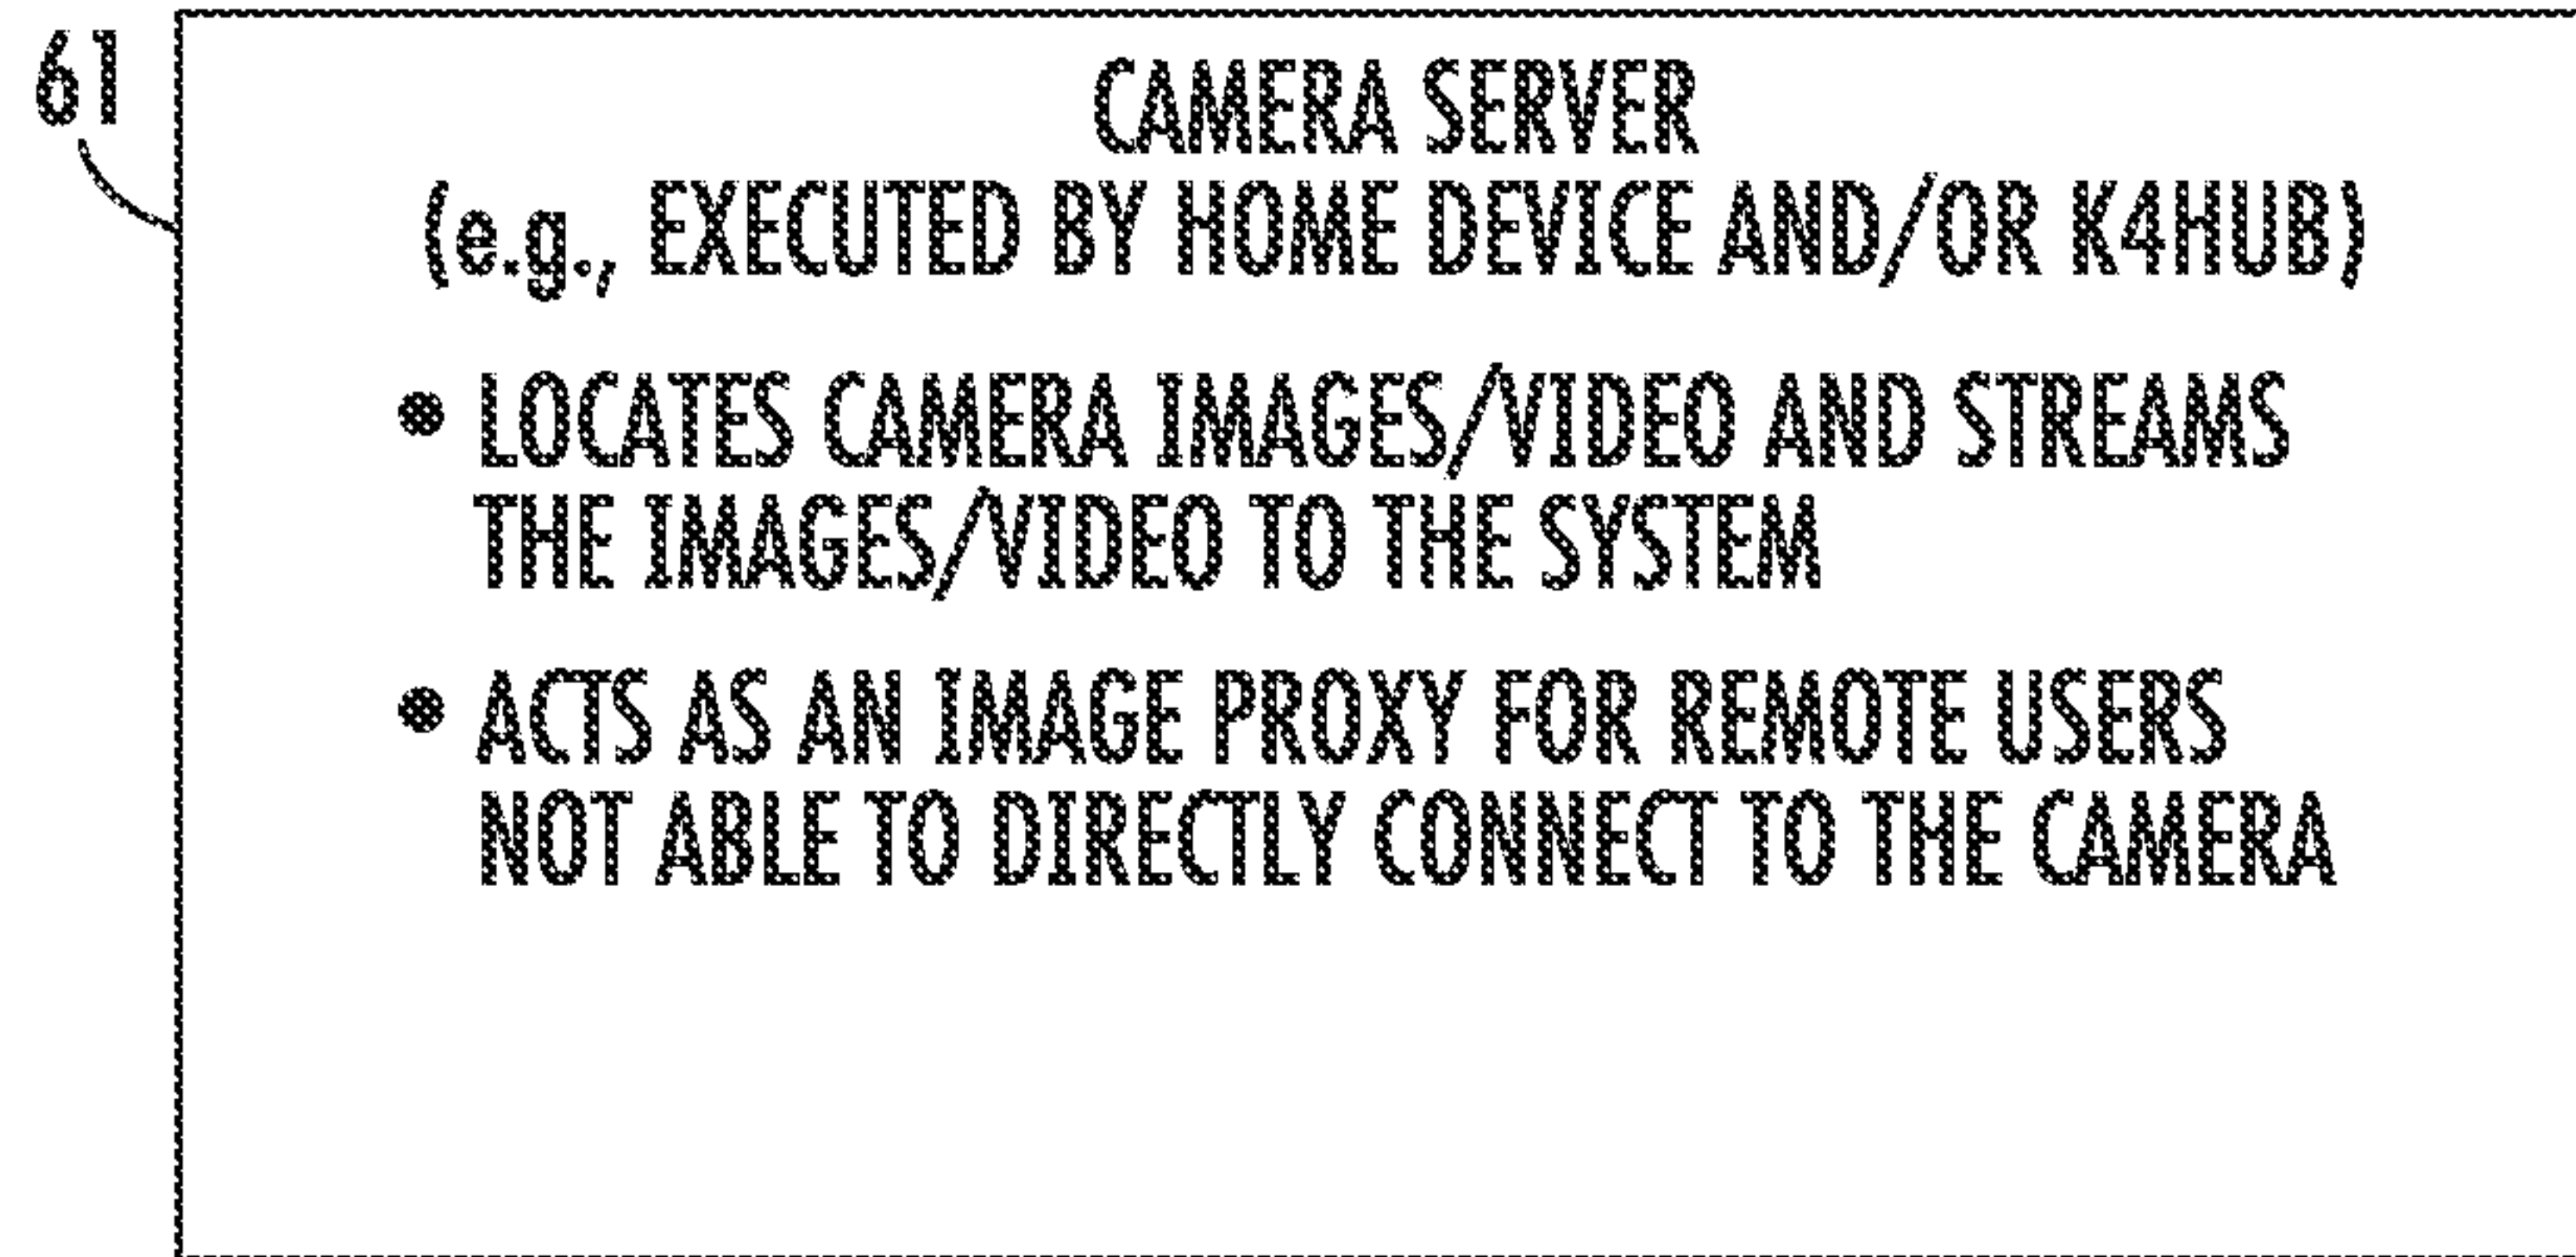 61
CAMERA SERVER
(e.g., EXECUTED BY HOME DEVICE AND/OR K4HUB)
• LOCATES CAMERA IMAGES/VIDEO AND STREAMS
THE IMAGES/VIDEO TO THE SYSTEM
• ACTS AS AN IMAGE PROXY FOR REMOTE USERS
NOT ABLE TO DIRECTLY CONNECT TO THE CAMERA